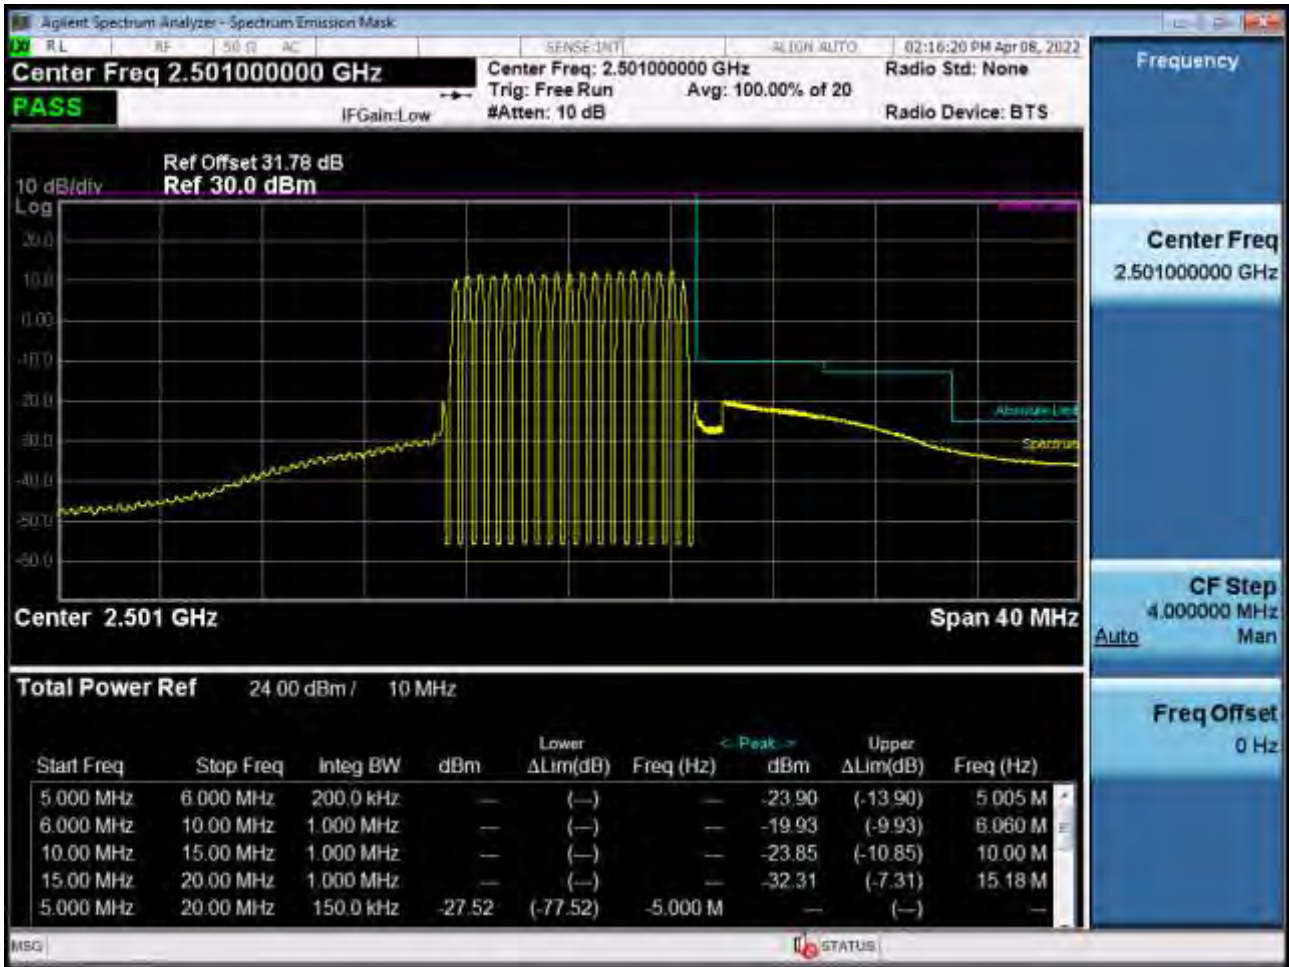 Agilent Spectrum Analyzer - Spectrum Emission Mask
LXI RL RF 50 Ω AC SENSE:INT ALIGN AUTO 02:16:20 PM Apr 08, 2022
Center Freq 2.501000000 GHz
Center Freq: 2.501000000 GHz
Radio Std: None
Trig: Free Run
Avg: 100.00% of 20
PASS
IFGain:Low
#Atten: 10 dB
Radio Device: BTS
Ref Offset 31.78 dB
10 dB/div Ref 30.0 dBm
Log
20.0
10.0
0.00
-10.0
-20.0
-30.0
-40.0
-50.0
-60.0
Absolute Limit
Spectrum
Center 2.501 GHz Span 40 MHz
Total Power Ref 24.00 dBm / 10 MHz
Lower <- Peak -> Upper
Start Freq Stop Freq Integ BW dBm ΔLim(dB) Freq (Hz) dBm ΔLim(dB) Freq (Hz)
5.000 MHz 6.000 MHz 200.0 kHz --- (---) --- -23.90 (-13.90) 5.005 M
6.000 MHz 10.00 MHz 1.000 MHz --- (---) --- -19.93 (-9.93) 6.060 M
10.00 MHz 15.00 MHz 1.000 MHz --- (---) --- -23.85 (-10.85) 10.00 M
15.00 MHz 20.00 MHz 1.000 MHz --- (---) --- -32.31 (-7.31) 15.18 M
5.000 MHz 20.00 MHz 150.0 kHz -27.52 (-77.52) -5.000 M --- (---) ---
MSG STATUS
Frequency
Center Freq
2.501000000 GHz
CF Step
4.000000 MHz
Auto Man
Freq Offset
0 Hz